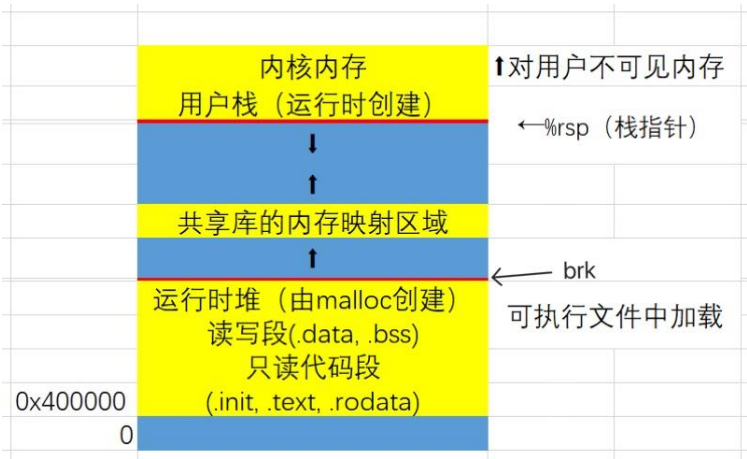 内核内存
⬆对用户不可见内存
用户栈（运行时创建）
←%rsp（栈指针）
⬇
⬆
共享库的内存映射区域
⬆
brk
运行时堆（由malloc创建）
可执行文件中加载
读写段(.data, .bss)
只读代码段
0x400000
(.init, .text, .rodata)
0